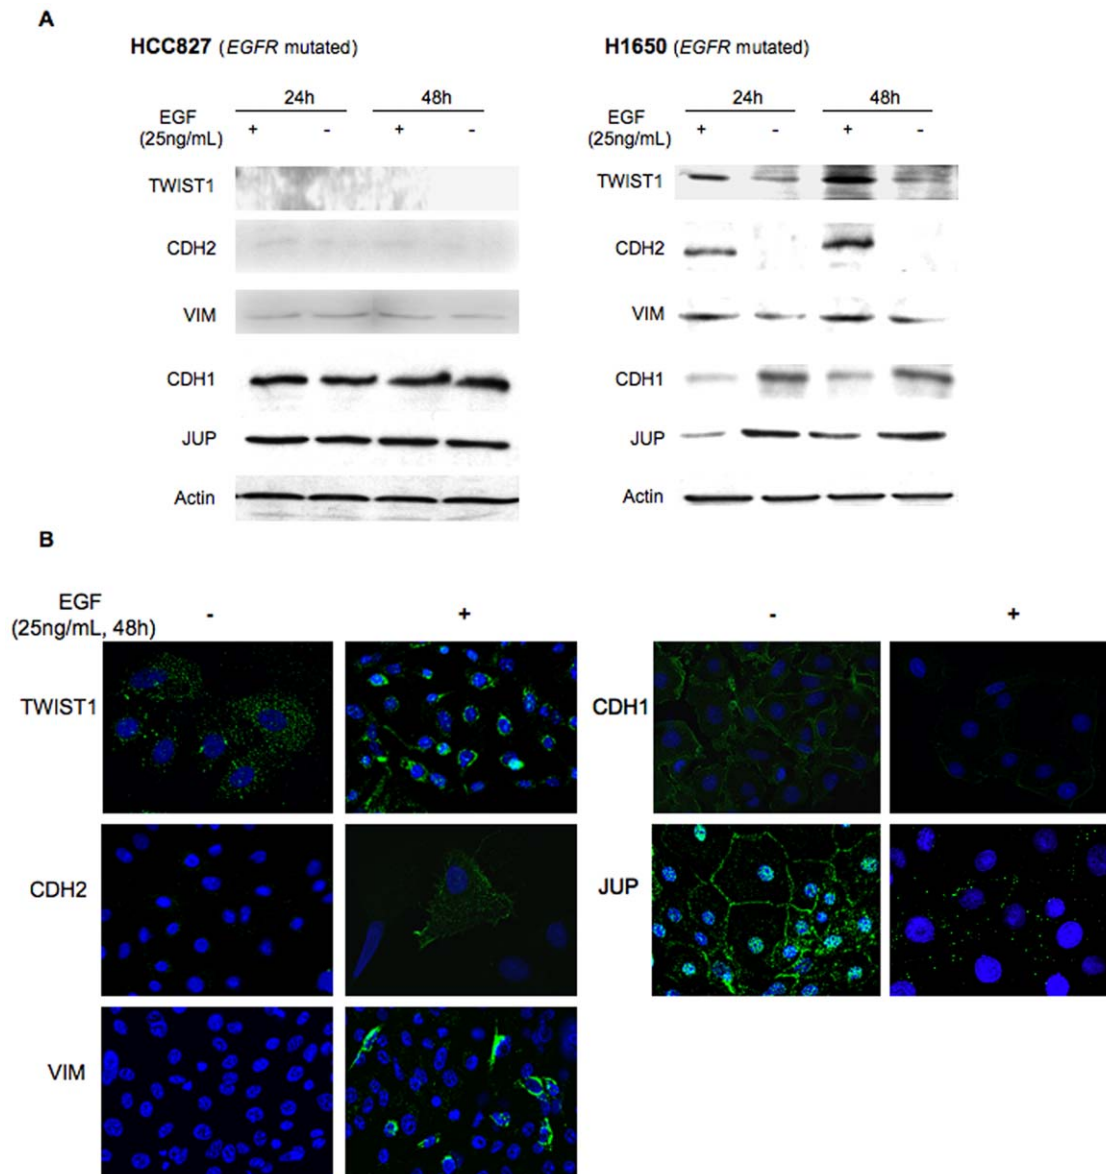 A
HCC827 (EGFR mutated)
24h 48h
EGF
(25ng/mL) + - + -
TWIST1
CDH2
VIM
CDH1
JUP
Actin
H1650 (EGFR mutated)
24h 48h
EGF
(25ng/mL) + - + -
TWIST1
CDH2
VIM
CDH1
JUP
Actin
B
EGF
(25ng/mL, 48h) - + - +
TWIST1
CDH2
VIM
CDH1
JUP